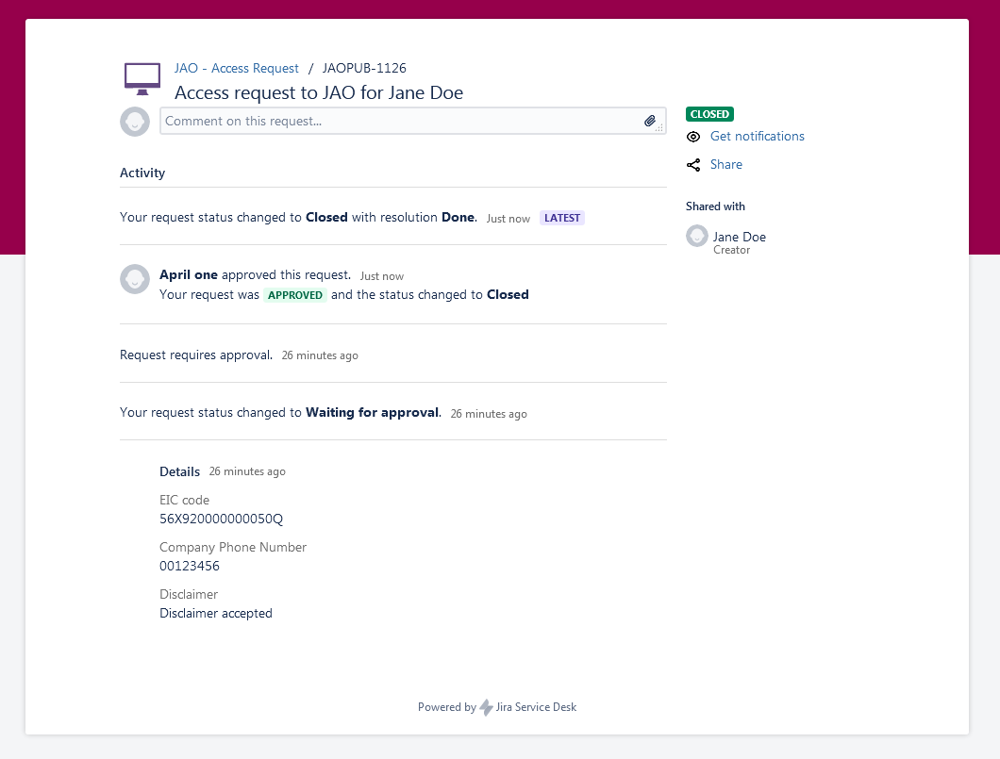 JAO - Access Request / JAOPUB-1126
Access request to JAO for Jane Doe
Comment on this request...
Activity
Your request status changed to Closed with resolution Done. Just now LATEST
April one approved this request. Just now
Your request was APPROVED and the status changed to Closed
Request requires approval. 26 minutes ago
Your request status changed to Waiting for approval. 26 minutes ago
Details 26 minutes ago
EIC code
56X920000000050Q
Company Phone Number
00123456
Disclaimer
Disclaimer accepted
CLOSED
Get notifications
Share
Shared with
Jane Doe
Creator
Powered by Jira Service Desk